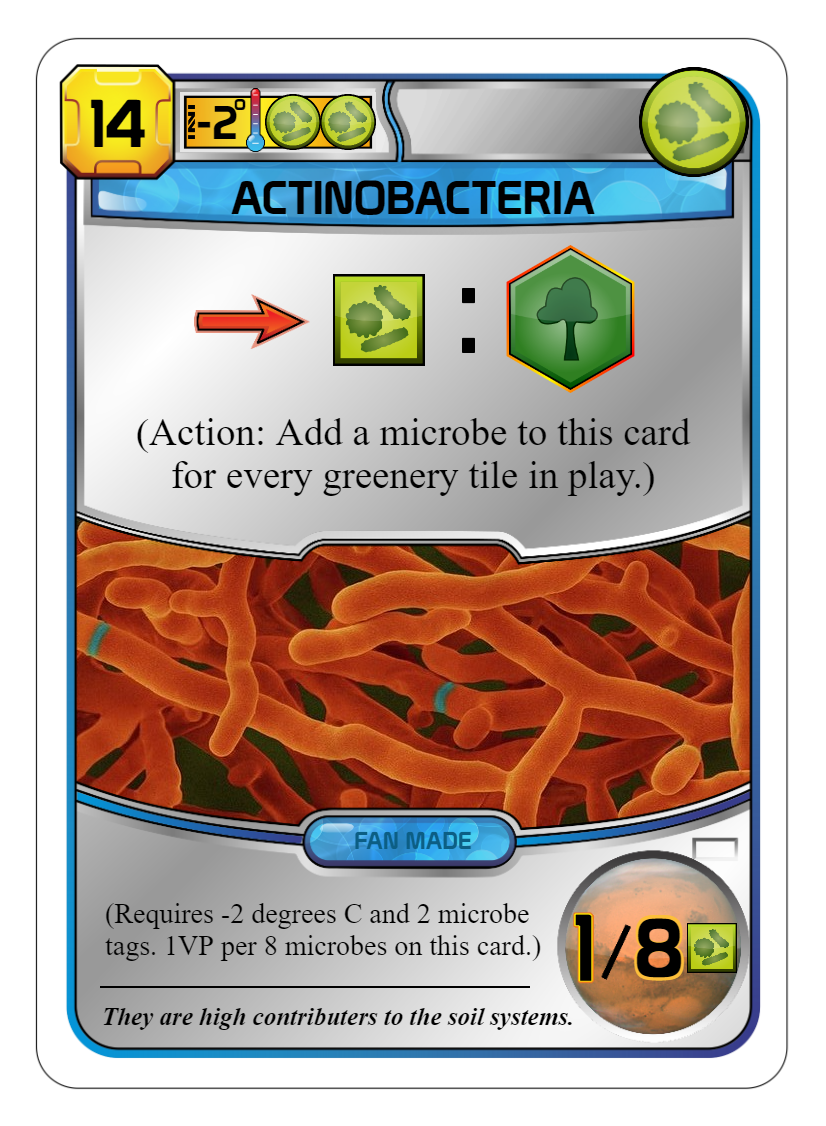 14
-2°
ACTINOBACTERIA
:
(Action: Add a microbe to this card
for every greenery tile in play.)
FAN MADE
(Requires -2 degrees C and 2 microbe
tags. 1VP per 8 microbes on this card.)
1/8
They are high contributers to the soil systems.